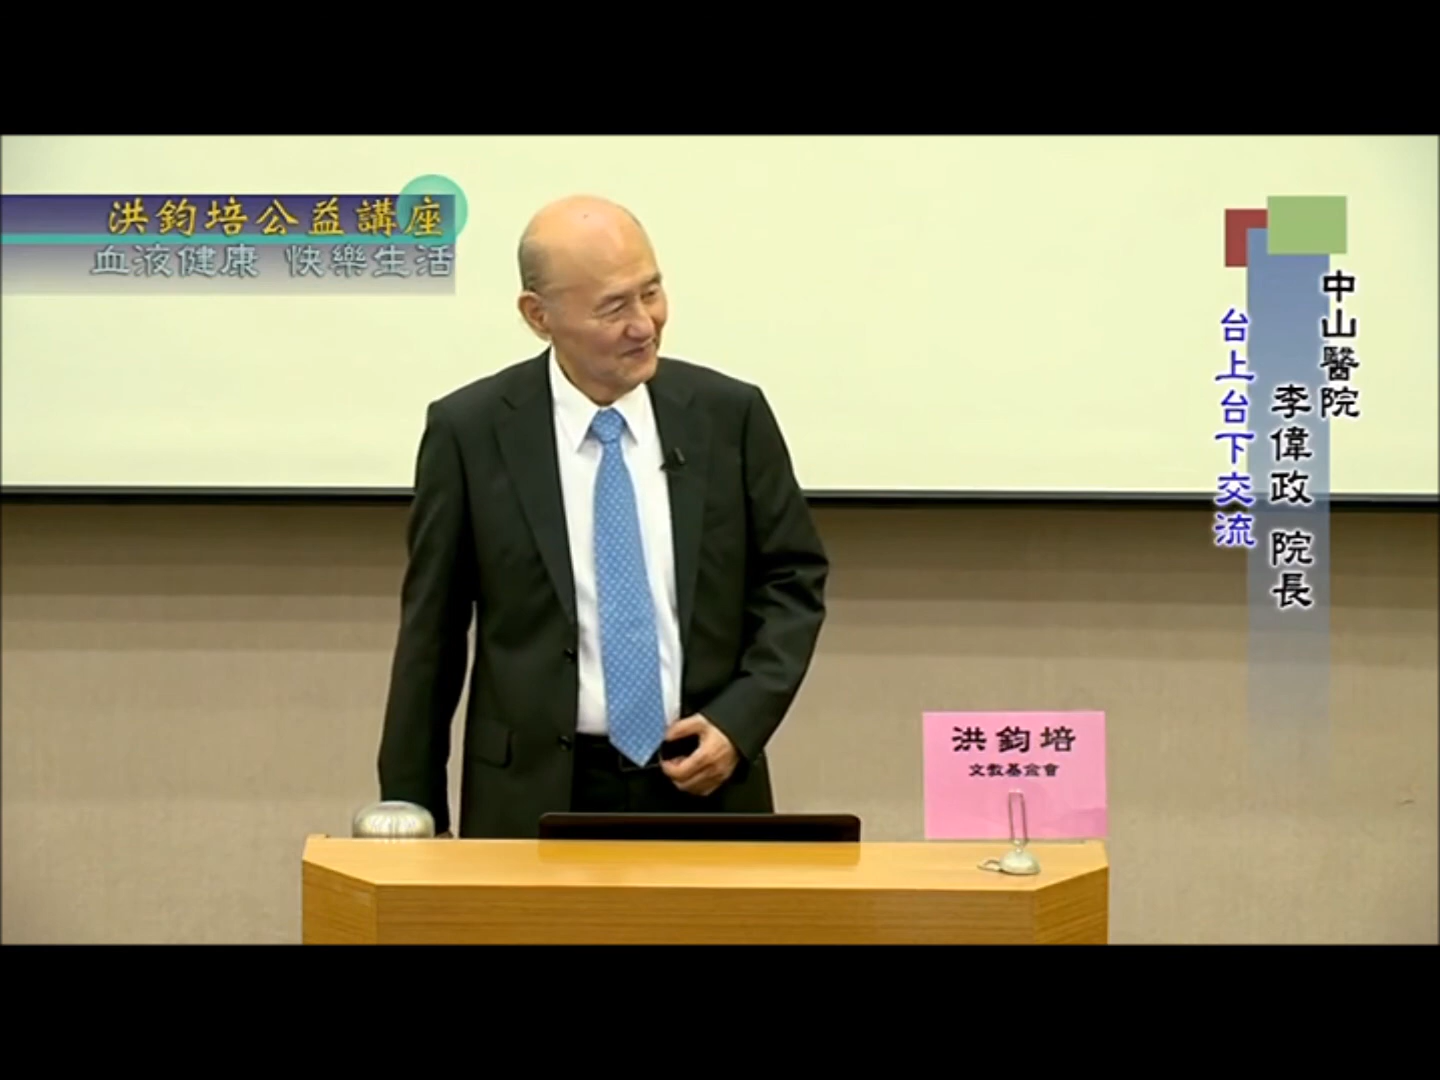 洪鈞培公益講座
血液健康 快樂生活
中山醫院
李偉政 院長
台上台下交流
洪鈞培
文教基金會